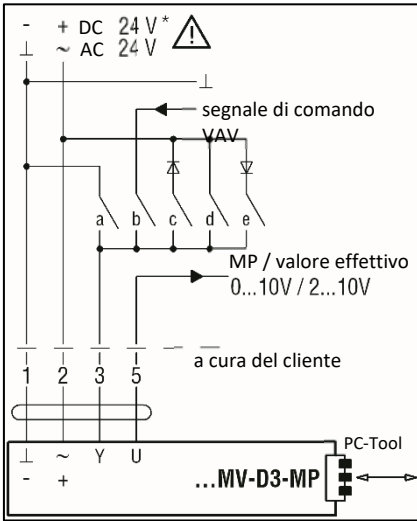 - + DC 24 V *
⊥ ~ AC 24 V
⊥
segnale di comando
VAV
a b c d e
MP / valore effettivo
0...10V / 2...10V
a cura del cliente
1 2 3 5
PC-Tool
⊥ ~ Y U
- +
...MV-D3-MP